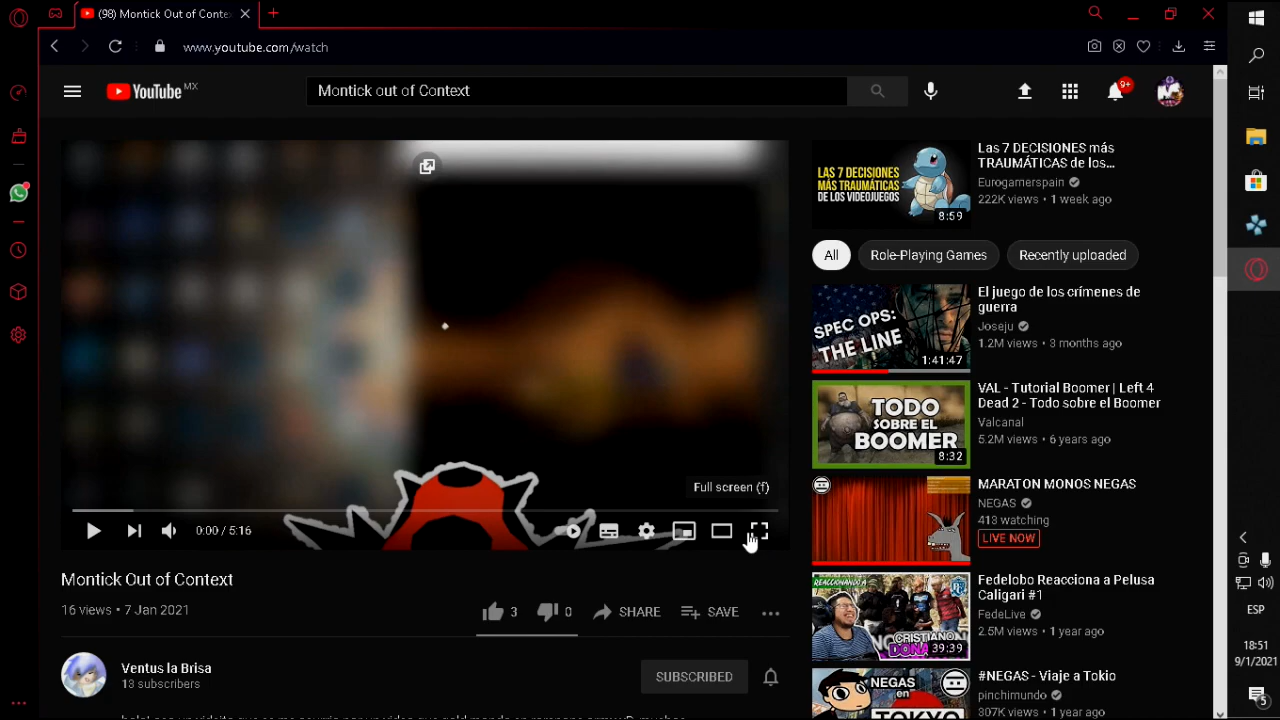 (98) Montick Out of Conte
www.youtube.com/watch
YouTube MX
Montick out of Context
9+
Full screen (f)
0:00 / 5:16
Montick Out of Context
16 views • 7 Jan 2021
3
0
SHARE
SAVE
Ventus la Brisa
13 subscribers
SUBSCRIBED
LAS 7 DECISIONES
MÁS TRAUMÁTICAS
DE LOS VIDEOJUEGOS
8:59
Las 7 DECISIONES más
TRAUMÁTICAS de los...
Eurogamerspain
222K views • 1 week ago
All
Role-Playing Games
Recently uploaded
SPEC OPS:
THE LINE
1:41:47
El juego de los crímenes de
guerra
Joseju
1.2M views • 3 months ago
TODO
SOBRE EL
BOOMER
8:32
VAL - Tutorial Boomer | Left 4
Dead 2 - Todo sobre el Boomer
Valcanal
5.2M views • 6 years ago
MARATON MONOS NEGAS
NEGAS
413 watching
LIVE NOW
REACCIONANDO A
CRISTIANO
39:39
Fedelobo Reacciona a Pelusa
Caligari #1
FedeLive
2.5M views • 1 year ago
NEGAS
en
TOKYO
#NEGAS - Viaje a Tokio
pinchimundo
307K views • 1 year ago
ESP
18:51
9/1/2021
5